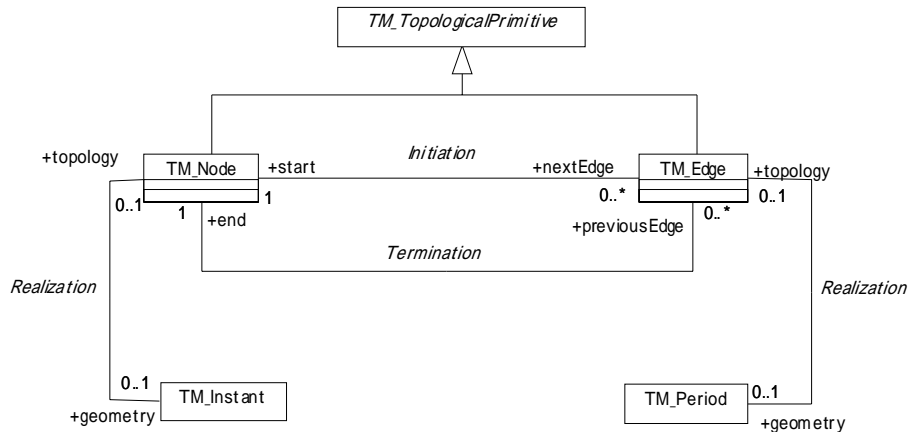 TM_TopologicalPrimitive
+topology
TM_Node
+start
Initiation
+nextEdge
TM_Edge
+topology
0..1
1
1
+end
0..*
0..*
0..1
+previousEdge
Termination
Realization
Realization
0..1
TM_Instant
+geometry
TM_Period
0..1
+geometry